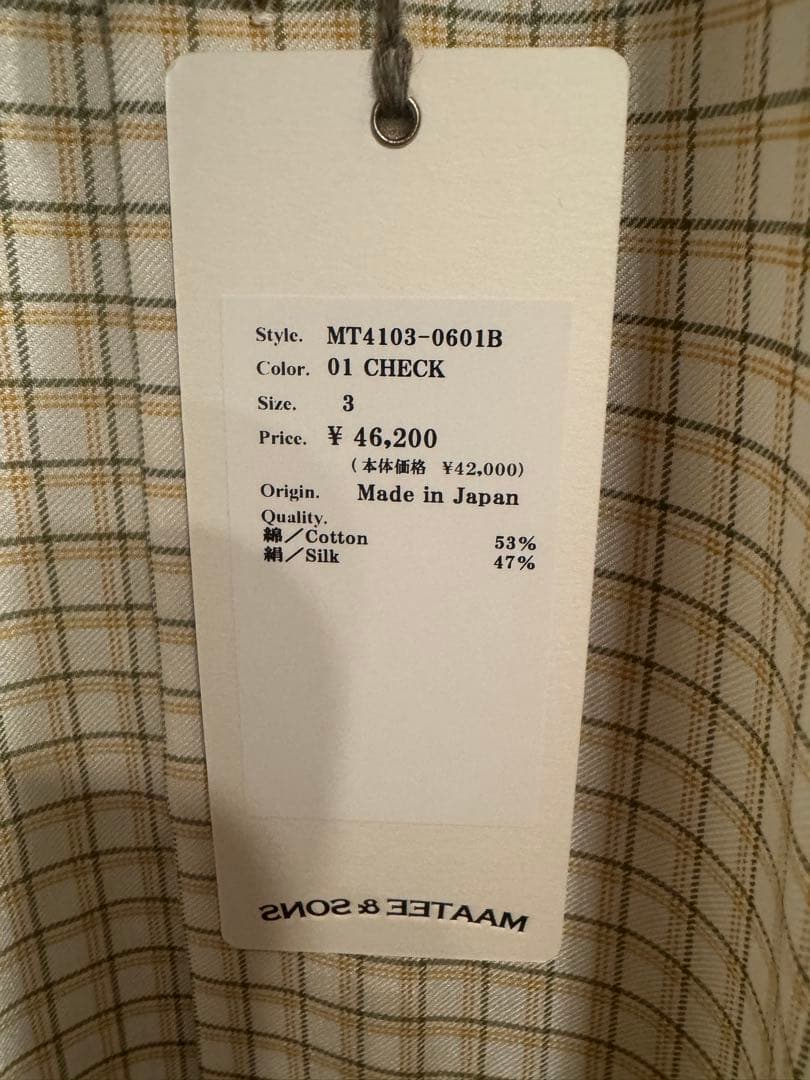 Style. MT4103-0601B
Color. 01 CHECK
Size. 3
Price. ¥ 46,200
(本体価格 ¥42,000)
Origin. Made in Japan
Quality.
綿/Cotton 53%
絹/Silk 47%
MAATEE & SONS